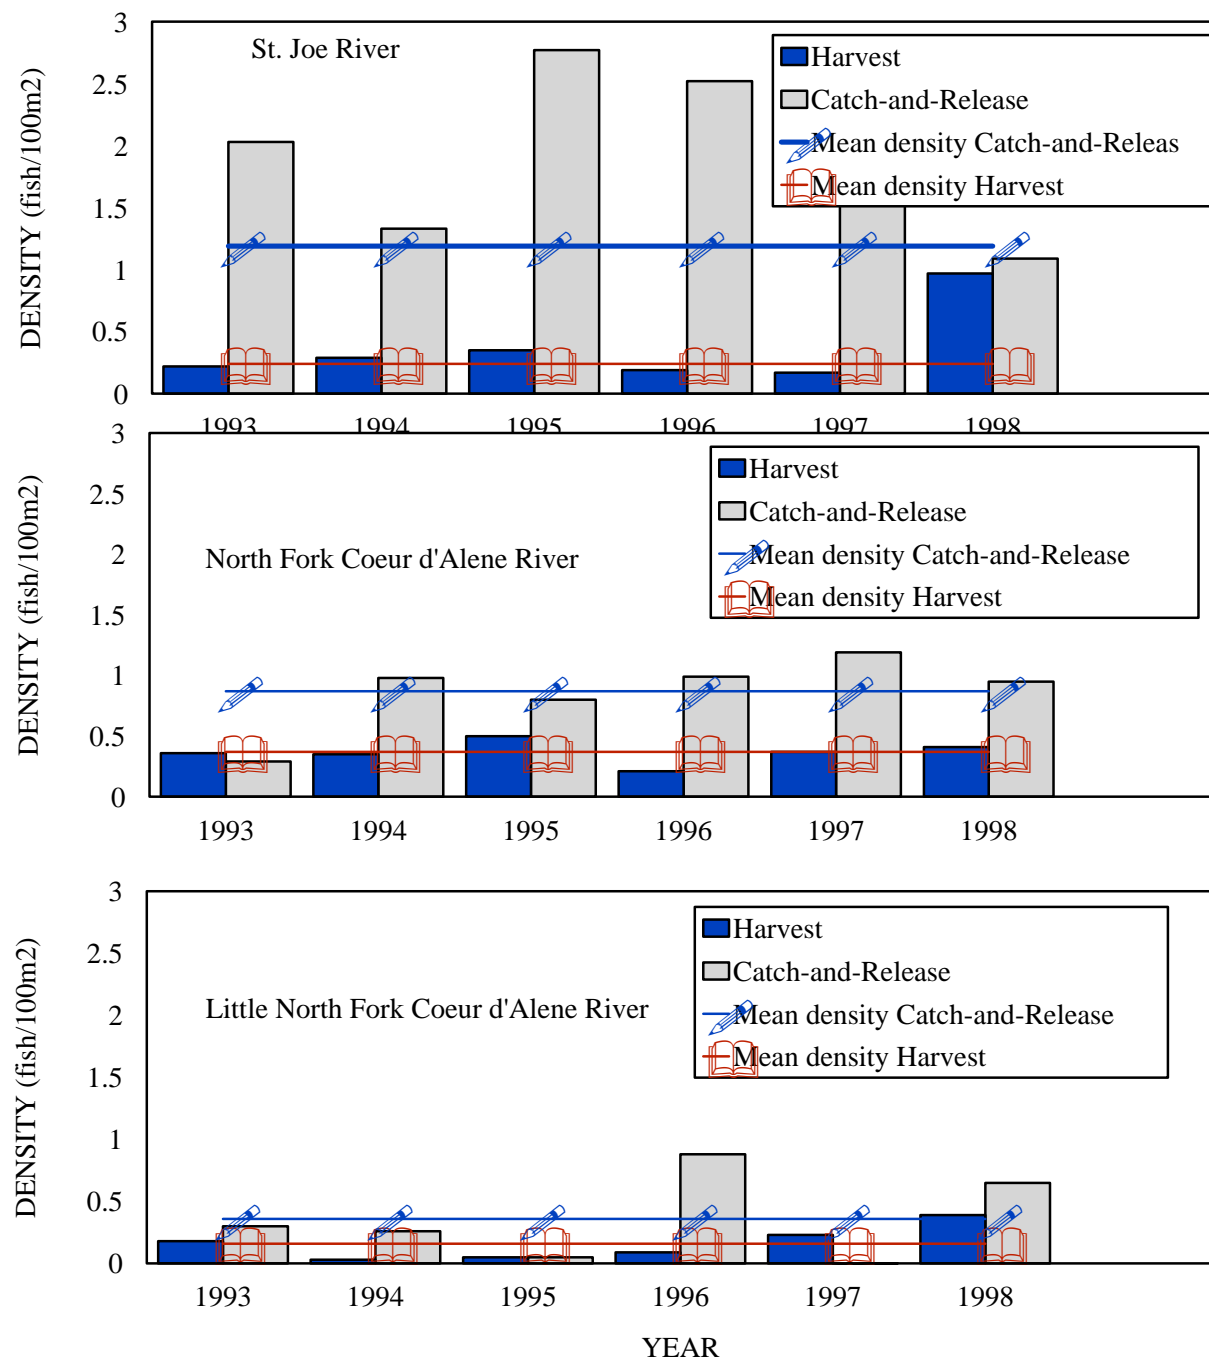 3
St. Joe River
Harvest
2.5
Catch-and-Release
2
Mean density Catch-and-Releas
Mean density Harvest
1.5
1
0.5
0
DENSITY (fish/100m2)
1993
1994
1995
1996
1997
1998
3
Harvest
2.5
Catch-and-Release
2
North Fork Coeur d'Alene River
Mean density Catch-and-Release
Mean density Harvest
1.5
1
0.5
0
DENSITY (fish/100m2)
1993
1994
1995
1996
1997
1998
3
Harvest
2.5
Catch-and-Release
2
Little North Fork Coeur d'Alene River
Mean density Catch-and-Release
Mean density Harvest
1.5
1
0.5
0
DENSITY (fish/100m2)
1993
1994
1995
1996
1997
1998
YEAR